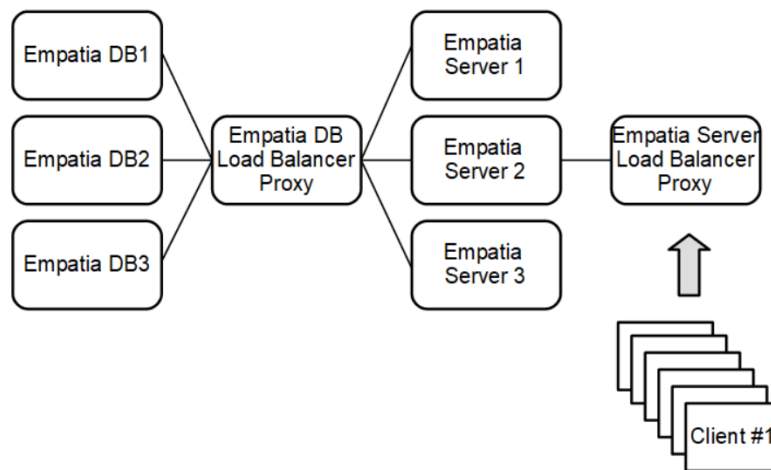 Empatia DB1
Empatia DB2
Empatia DB3
Empatia DB
Load Balancer
Proxy
Empatia
Server 1
Empatia
Server 2
Empatia
Server 3
Empatia Server
Load Balancer
Proxy
Client #1